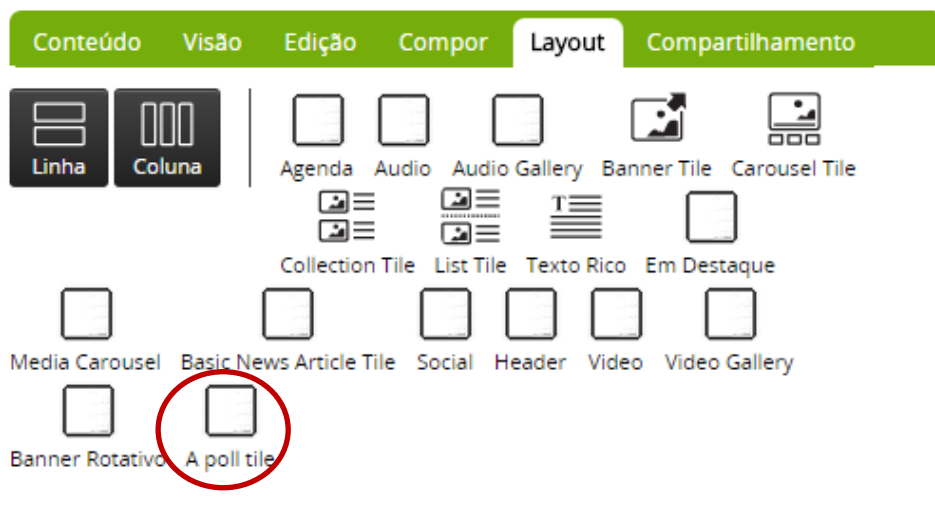 Conteúdo Visão Edição Compor Layout Compartilhamento
Linha Coluna Agenda Audio Audio Gallery Banner Tile Carousel Tile
Collection Tile List Tile Texto Rico Em Destaque
Media Carousel Basic News Article Tile Social Header Video Video Gallery
Banner Rotativo A poll tile